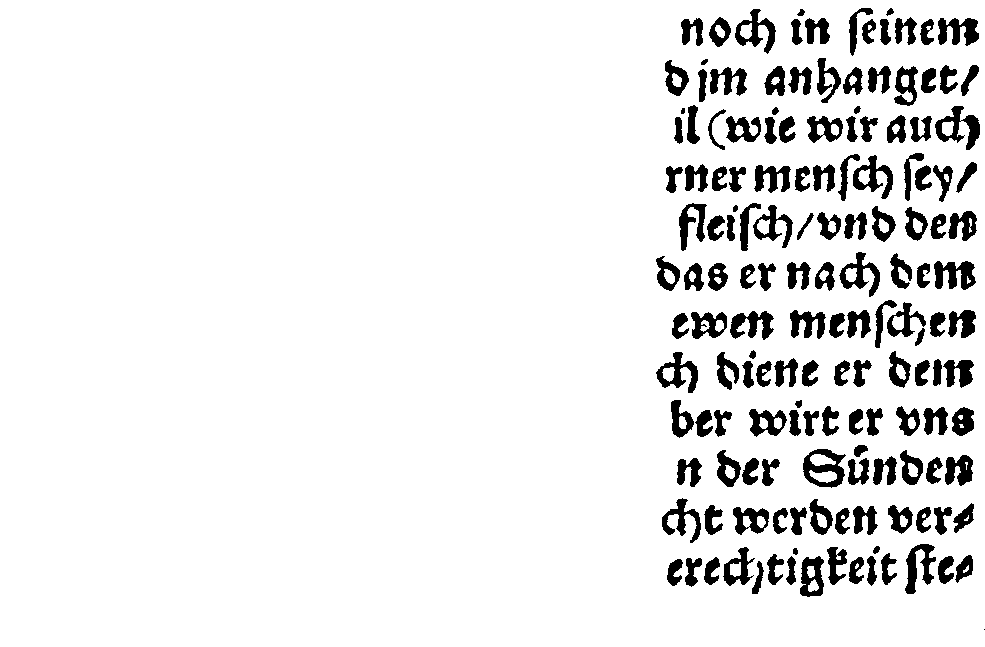 noch in ſeinem
d jm anhanget/
il (wie wir auch
rner menſch ſey/
fleiſch/vnd den
das er nach dem
ewen menſchen
ch diene er dem
ber wirt er vns
n der Sünden
cht werden ver⸗
erechtigkeit ſte⸗